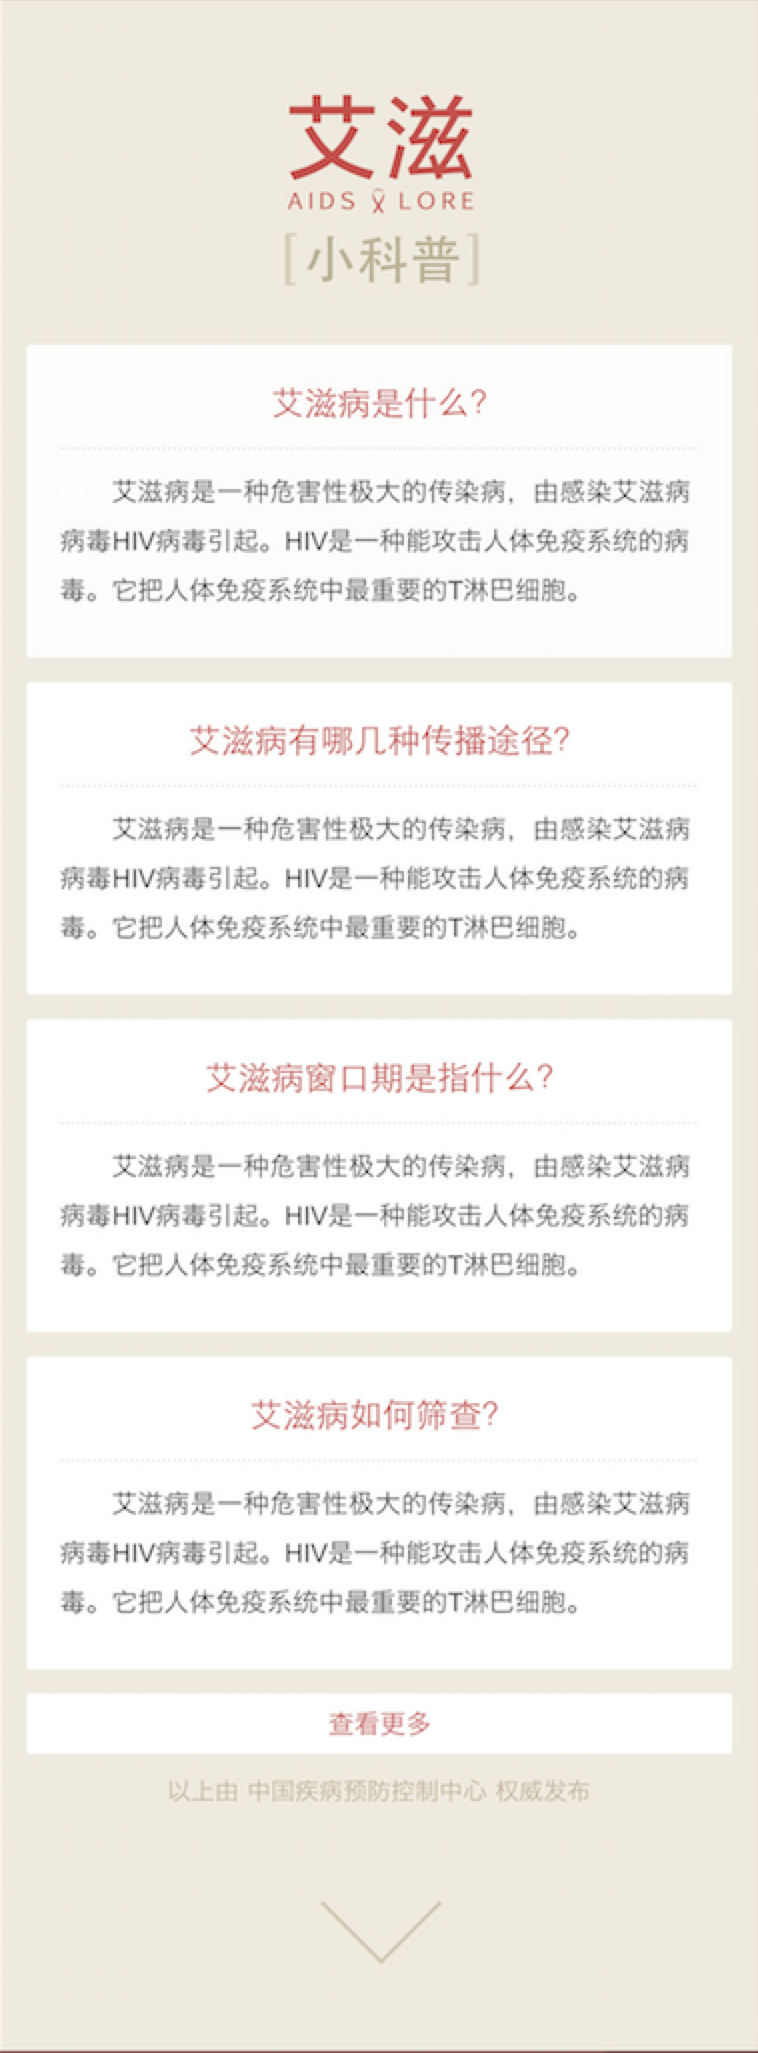 艾滋
AIDS LORE
[小科普]
艾滋病是什么？
艾滋病是一种危害性极大的传染病，由感染艾滋病
病毒HIV病毒引起。HIV是一种能攻击人体免疫系统的病
毒。它把人体免疫系统中最重要的T淋巴细胞。
艾滋病有哪几种传播途径？
艾滋病是一种危害性极大的传染病，由感染艾滋病
病毒HIV病毒引起。HIV是一种能攻击人体免疫系统的病
毒。它把人体免疫系统中最重要的T淋巴细胞。
艾滋病窗口期是指什么？
艾滋病是一种危害性极大的传染病，由感染艾滋病
病毒HIV病毒引起。HIV是一种能攻击人体免疫系统的病
毒。它把人体免疫系统中最重要的T淋巴细胞。
艾滋病如何筛查？
艾滋病是一种危害性极大的传染病，由感染艾滋病
病毒HIV病毒引起。HIV是一种能攻击人体免疫系统的病
毒。它把人体免疫系统中最重要的T淋巴细胞。
查看更多
以上由 中国疾病预防控制中心 权威发布